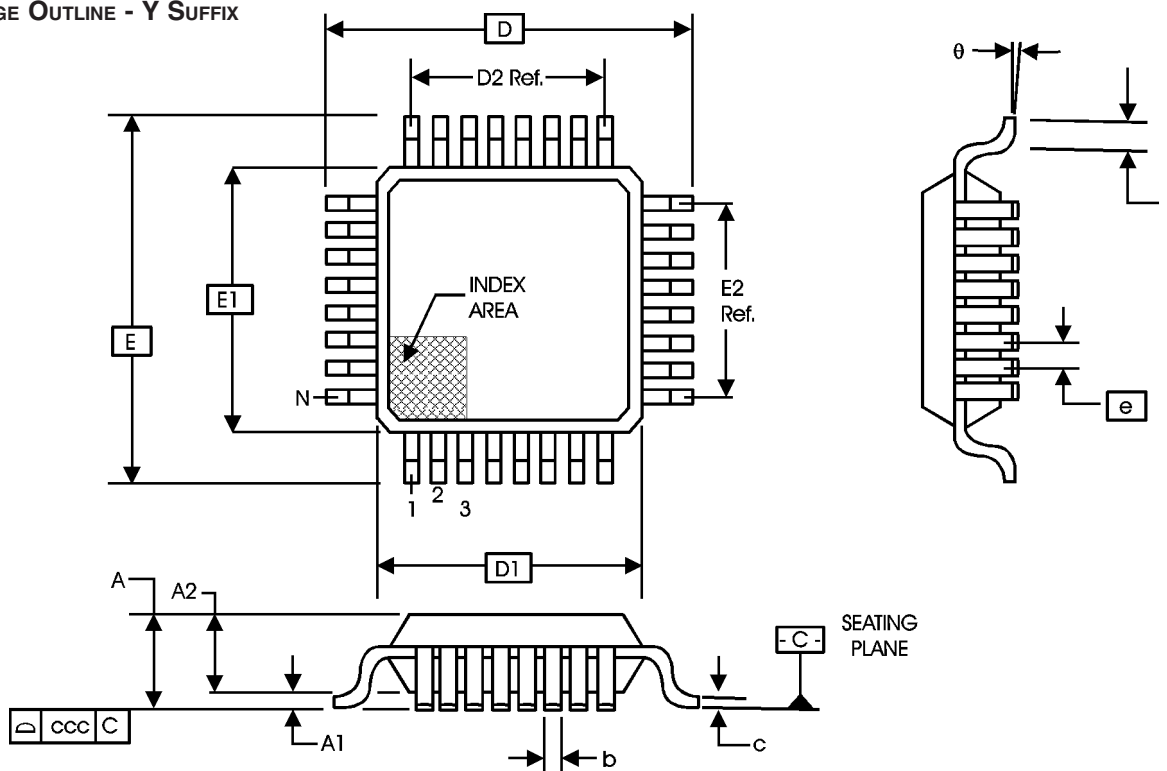 GE OUTLINE - Y SUFFIX
D
D2 Ref.
θ
E1
E
INDEX
AREA
E2
Ref.
N
e
1
2
3
D1
A
A2
- C -
SEATING
PLANE
ccc C
A1
b
c